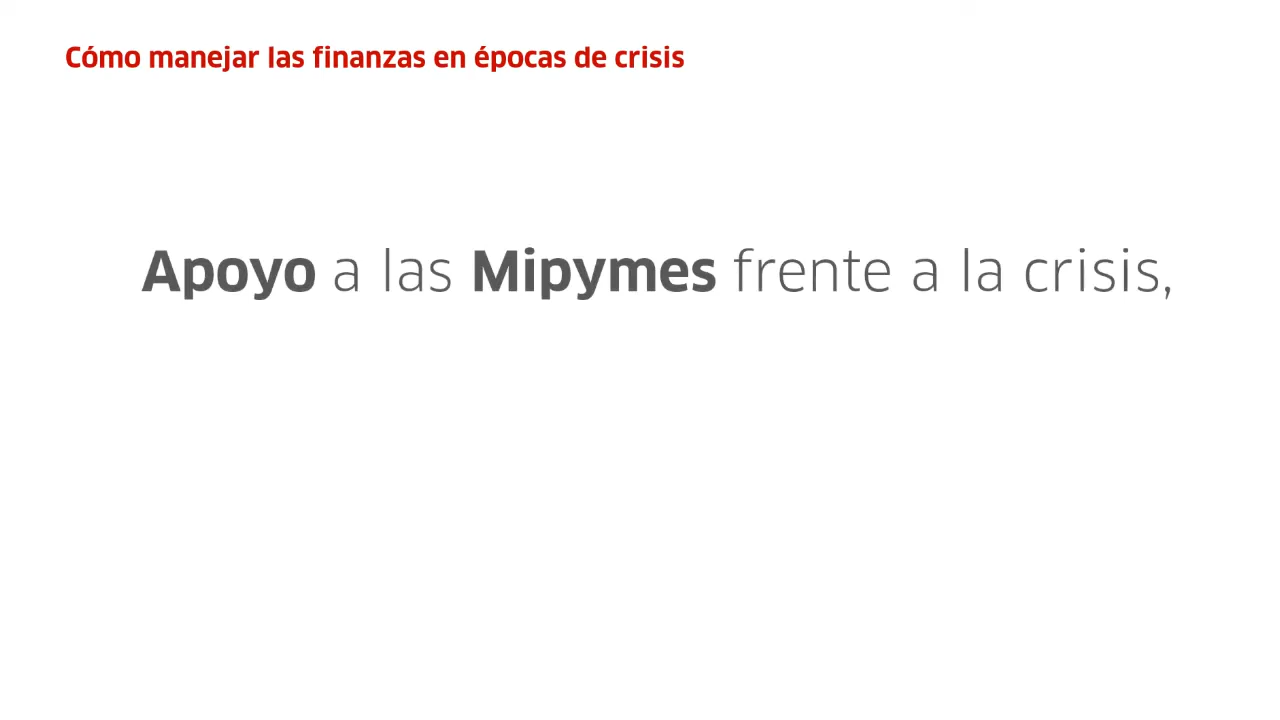 Cómo manejar las finanzas en épocas de crisis
Apoyo a las Mipymes frente a la crisis,